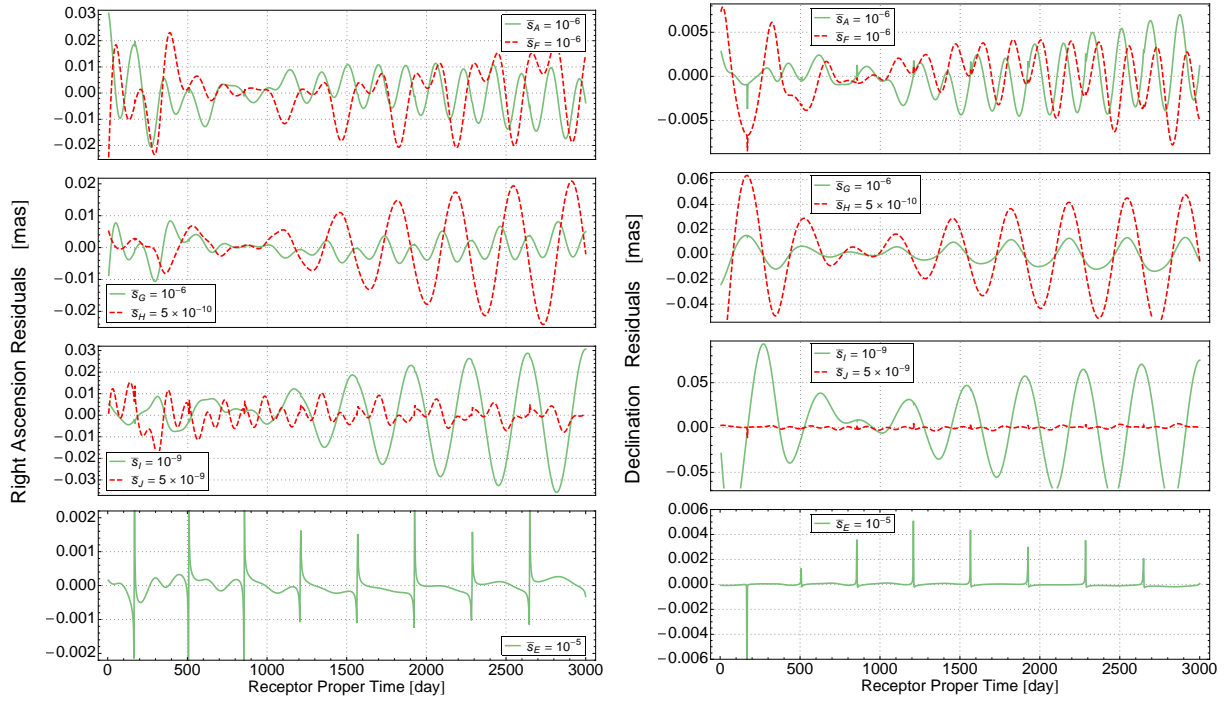 Right Ascension Residuals [mas]
0.03
0.02
0.01
0.00
−0.01
−0.02
s̄_A = 10⁻⁶
s̄_F = 10⁻⁶
0.02
0.01
0.00
−0.01
−0.02
s̄_G = 10⁻⁶
s̄_H = 5 × 10⁻¹⁰
0.03
0.02
0.01
0.00
−0.01
−0.02
−0.03
s̄_I = 10⁻⁹
s̄_J = 5 × 10⁻⁹
0.002
0.001
0.000
−0.001
−0.002
s̄_E = 10⁻⁵
0 500 1000 1500 2000 2500 3000
Receptor Proper Time [day]
Declination Residuals [mas]
0.005
0.000
−0.005
s̄_A = 10⁻⁶
s̄_F = 10⁻⁶
0.06
0.04
0.02
0.00
−0.02
−0.04
s̄_G = 10⁻⁶
s̄_H = 5 × 10⁻¹⁰
0.05
0.00
−0.05
s̄_I = 10⁻⁹
s̄_J = 5 × 10⁻⁹
0.006
0.004
0.002
0.000
−0.002
−0.004
−0.006
s̄_E = 10⁻⁵
0 500 1000 1500 2000 2500 3000
Receptor Proper Time [day]